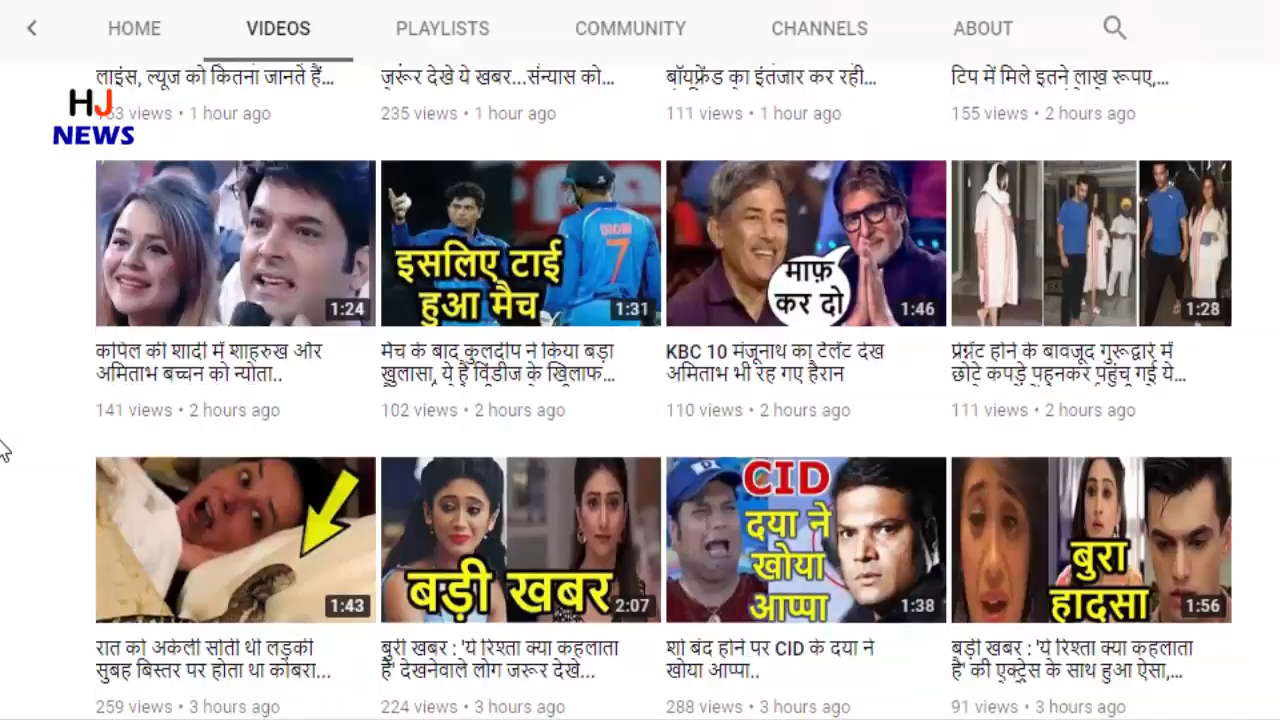 HOME VIDEOS PLAYLISTS COMMUNITY CHANNELS ABOUT
लाइंस, ल्यूज को कितना जानते हैं... ज़रूर देखे ये खबर...संन्यास को... बॉयफ्रेंड का इंतजार कर रही... टिप में मिले इतने लाख रूपए,...
53 views • 1 hour ago 235 views • 1 hour ago 111 views • 1 hour ago 155 views • 2 hours ago
HJ
NEWS
इसलिए टाई
हुआ मैच
7
माफ़
कर दो
1:24 1:31 1:46 1:28
कपिल की शादी में शाहरुख और
अमिताभ बच्चन को न्योता..
141 views • 2 hours ago
मैच के बाद कुलदीप ने किया बड़ा
खुलासा, ये है विंडीज के खिलाफ...
102 views • 2 hours ago
KBC 10 मंजूनाथ का टैलेंट देख
अमिताभ भी रह गए हैरान
110 views • 2 hours ago
प्रेग्नेंट होने के बावजूद गुरूद्वारे में
छोटे कपड़े पहनकर पहुंच गई ये...
111 views • 2 hours ago
बड़ी खबर
CID
दया ने
खोया
आप्पा
बुरा
हादसा
1:43 2:07 1:38 1:56
रात को अकेली सोती थी लड़की
सुबह बिस्तर पर होता था कोबरा...
259 views • 3 hours ago
बुरी खबर : 'ये रिश्ता क्या कहलाता
है' देखनेवाले लोग जरूर देखे...
224 views • 3 hours ago
शो बंद होने पर CID के दया ने
खोया आप्पा..
288 views • 3 hours ago
बड़ी खबर : 'ये रिश्ता क्या कहलाता
है' की एक्ट्रेस के साथ हुआ ऐसा,...
91 views • 3 hours ago